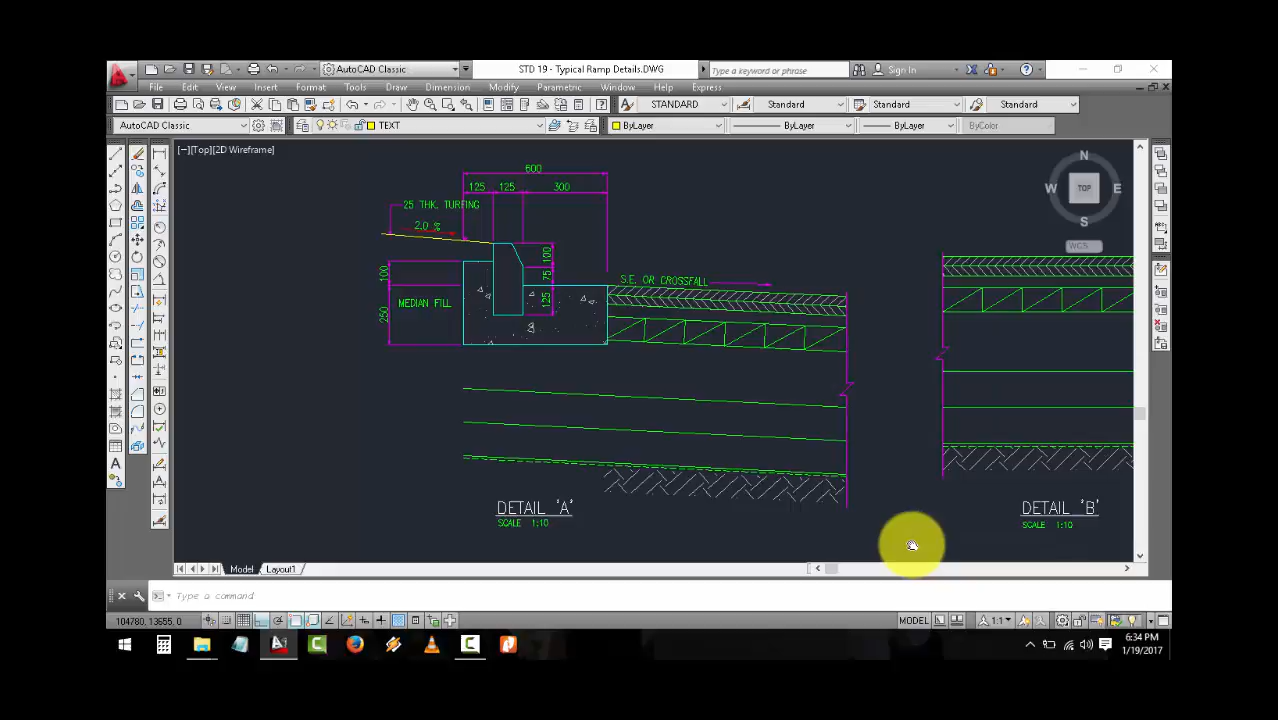 AutoCAD Classic
STD 19 - Typical Ramp Details.DWG
Type a keyword or phrase
Sign In
File Edit View Insert Format Tools Draw Dimension Modify Parametric Window Help Express
STANDARD
Standard
Standard
Standard
AutoCAD Classic
TEXT
ByLayer
ByLayer
ByLayer
ByColor
[−][Top][2D Wireframe]
N
W
TOP
E
S
WCS
600
125
125
300
25 THK. TURFING
2.0 %
100
75
125
100
250
MEDIAN FILL
S.E. OR CROSSFALL
DETAIL 'A'
SCALE 1:10
DETAIL 'B'
SCALE 1:10
Model
Layout1
Type a command
104780, 13655, 0
MODEL
1:1
6:34 PM
1/19/2017